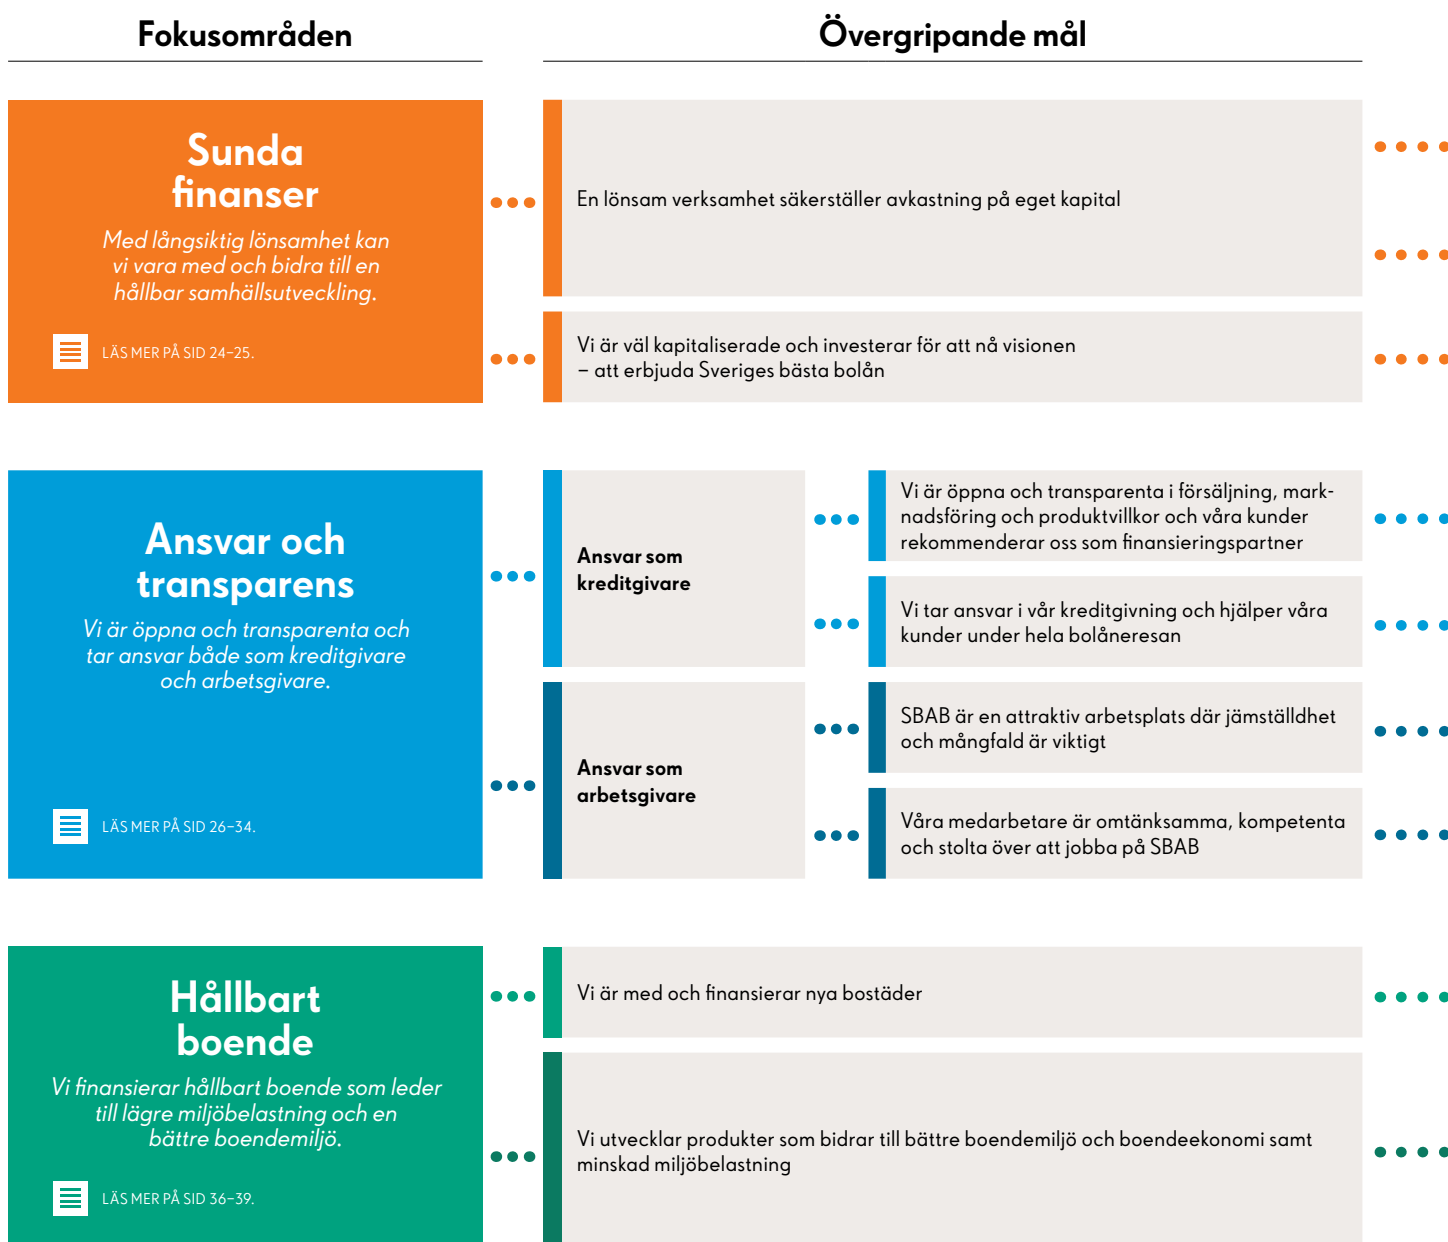 Fokusområden
Övergripande mål
Sunda
finanser
Med långsiktig lönsamhet kan
vi vara med och bidra till en
hållbar samhällsutveckling.
LÄS MER PÅ SID 24–25.
En lönsam verksamhet säkerställer avkastning på eget kapital
Vi är väl kapitaliserade och investerar för att nå visionen
– att erbjuda Sveriges bästa bolån
Ansvar och
transparens
Vi är öppna och transparenta och
tar ansvar både som kreditgivare
och arbetsgivare.
LÄS MER PÅ SID 26–34.
Ansvar som
kreditgivare
Vi är öppna och transparenta i försäljning, mark-
nadsföring och produktvillkor och våra kunder
rekommenderar oss som finansieringspartner
Vi tar ansvar i vår kreditgivning och hjälper våra
kunder under hela bolåneresan
Ansvar som
arbetsgivare
SBAB är en attraktiv arbetsplats där jämställdhet
och mångfald är viktigt
Våra medarbetare är omtänksamma, kompetenta
och stolta över att jobba på SBAB
Hållbart
boende
Vi finansierar hållbart boende som leder
till lägre miljöbelastning och en
bättre boendemiljö.
LÄS MER PÅ SID 36–39.
Vi är med och finansierar nya bostäder
Vi utvecklar produkter som bidrar till bättre boendemiljö och boendeekonomi samt
minskad miljöbelastning